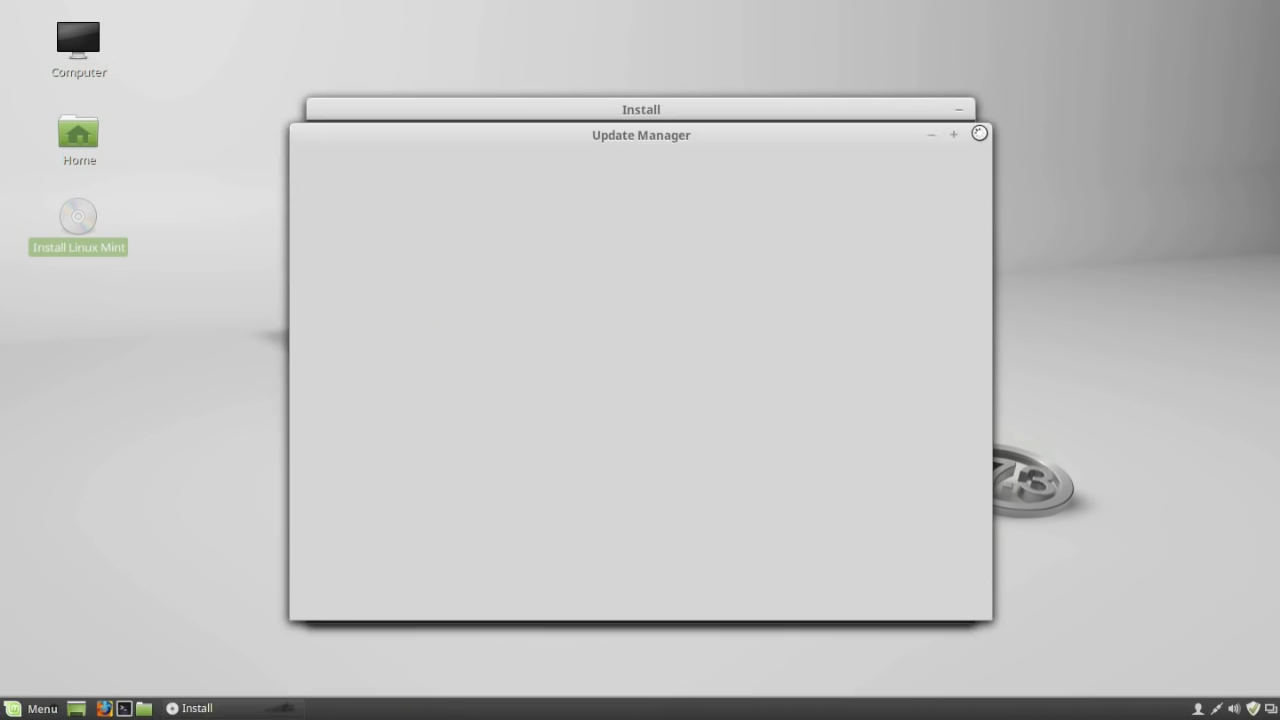 Computer
Home
Install Linux Mint
Install
Update Manager
Menu
Install